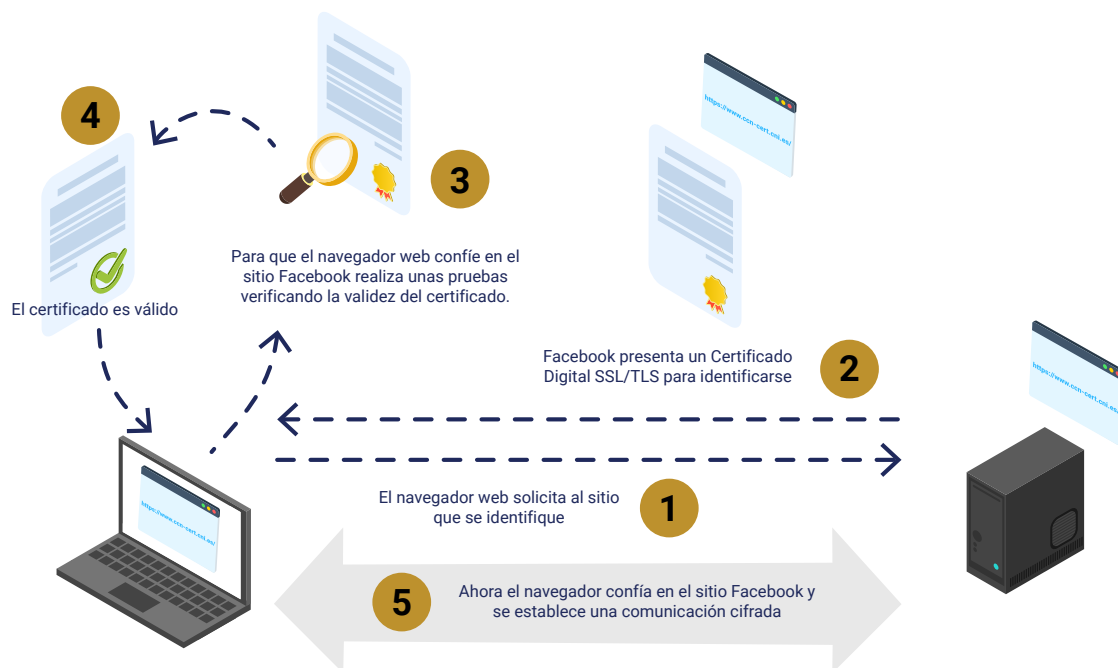 4
https://www.ccn-cert.cni.es/
3
Para que el navegador web confíe en el
sitio Facebook realiza unas pruebas
verificando la validez del certificado.
El certificado es válido
Facebook presenta un Certificado
Digital SSL/TLS para identificarse
2
https://www.ccn-cert.cni.es/
El navegador web solicita al sitio
que se identifique
1
https://www.ccn-cert.cni.es/
5
Ahora el navegador confía en el sitio Facebook y
se establece una comunicación cifrada